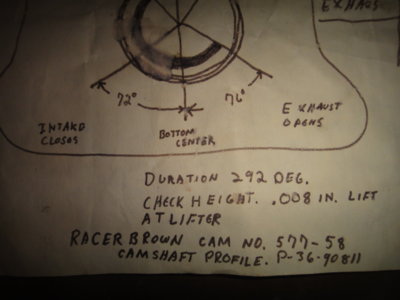 EXHAUS
72°
76°
INTAKE
CLOSES
BOTTOM
CENTER
EXHAUST
OPENS
DURATION 292 DEG.
CHECK HEIGHT. .008 IN. LIFT
AT LIFTER
RACER BROWN CAM NO. 577-58
CAMSHAFT PROFILE. P-36-90811